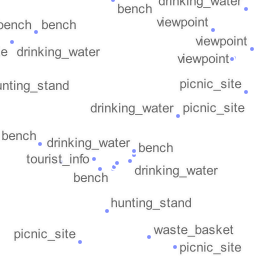 drinking_water
bench
viewpoint
bench bench
viewpoint
drinking_water
viewpoint
picnic_site
drinking_water picnic_site
bench
drinking_water
bench
tourist_info
drinking_water
bench
hunting_stand
waste_basket
picnic_site
picnic_site